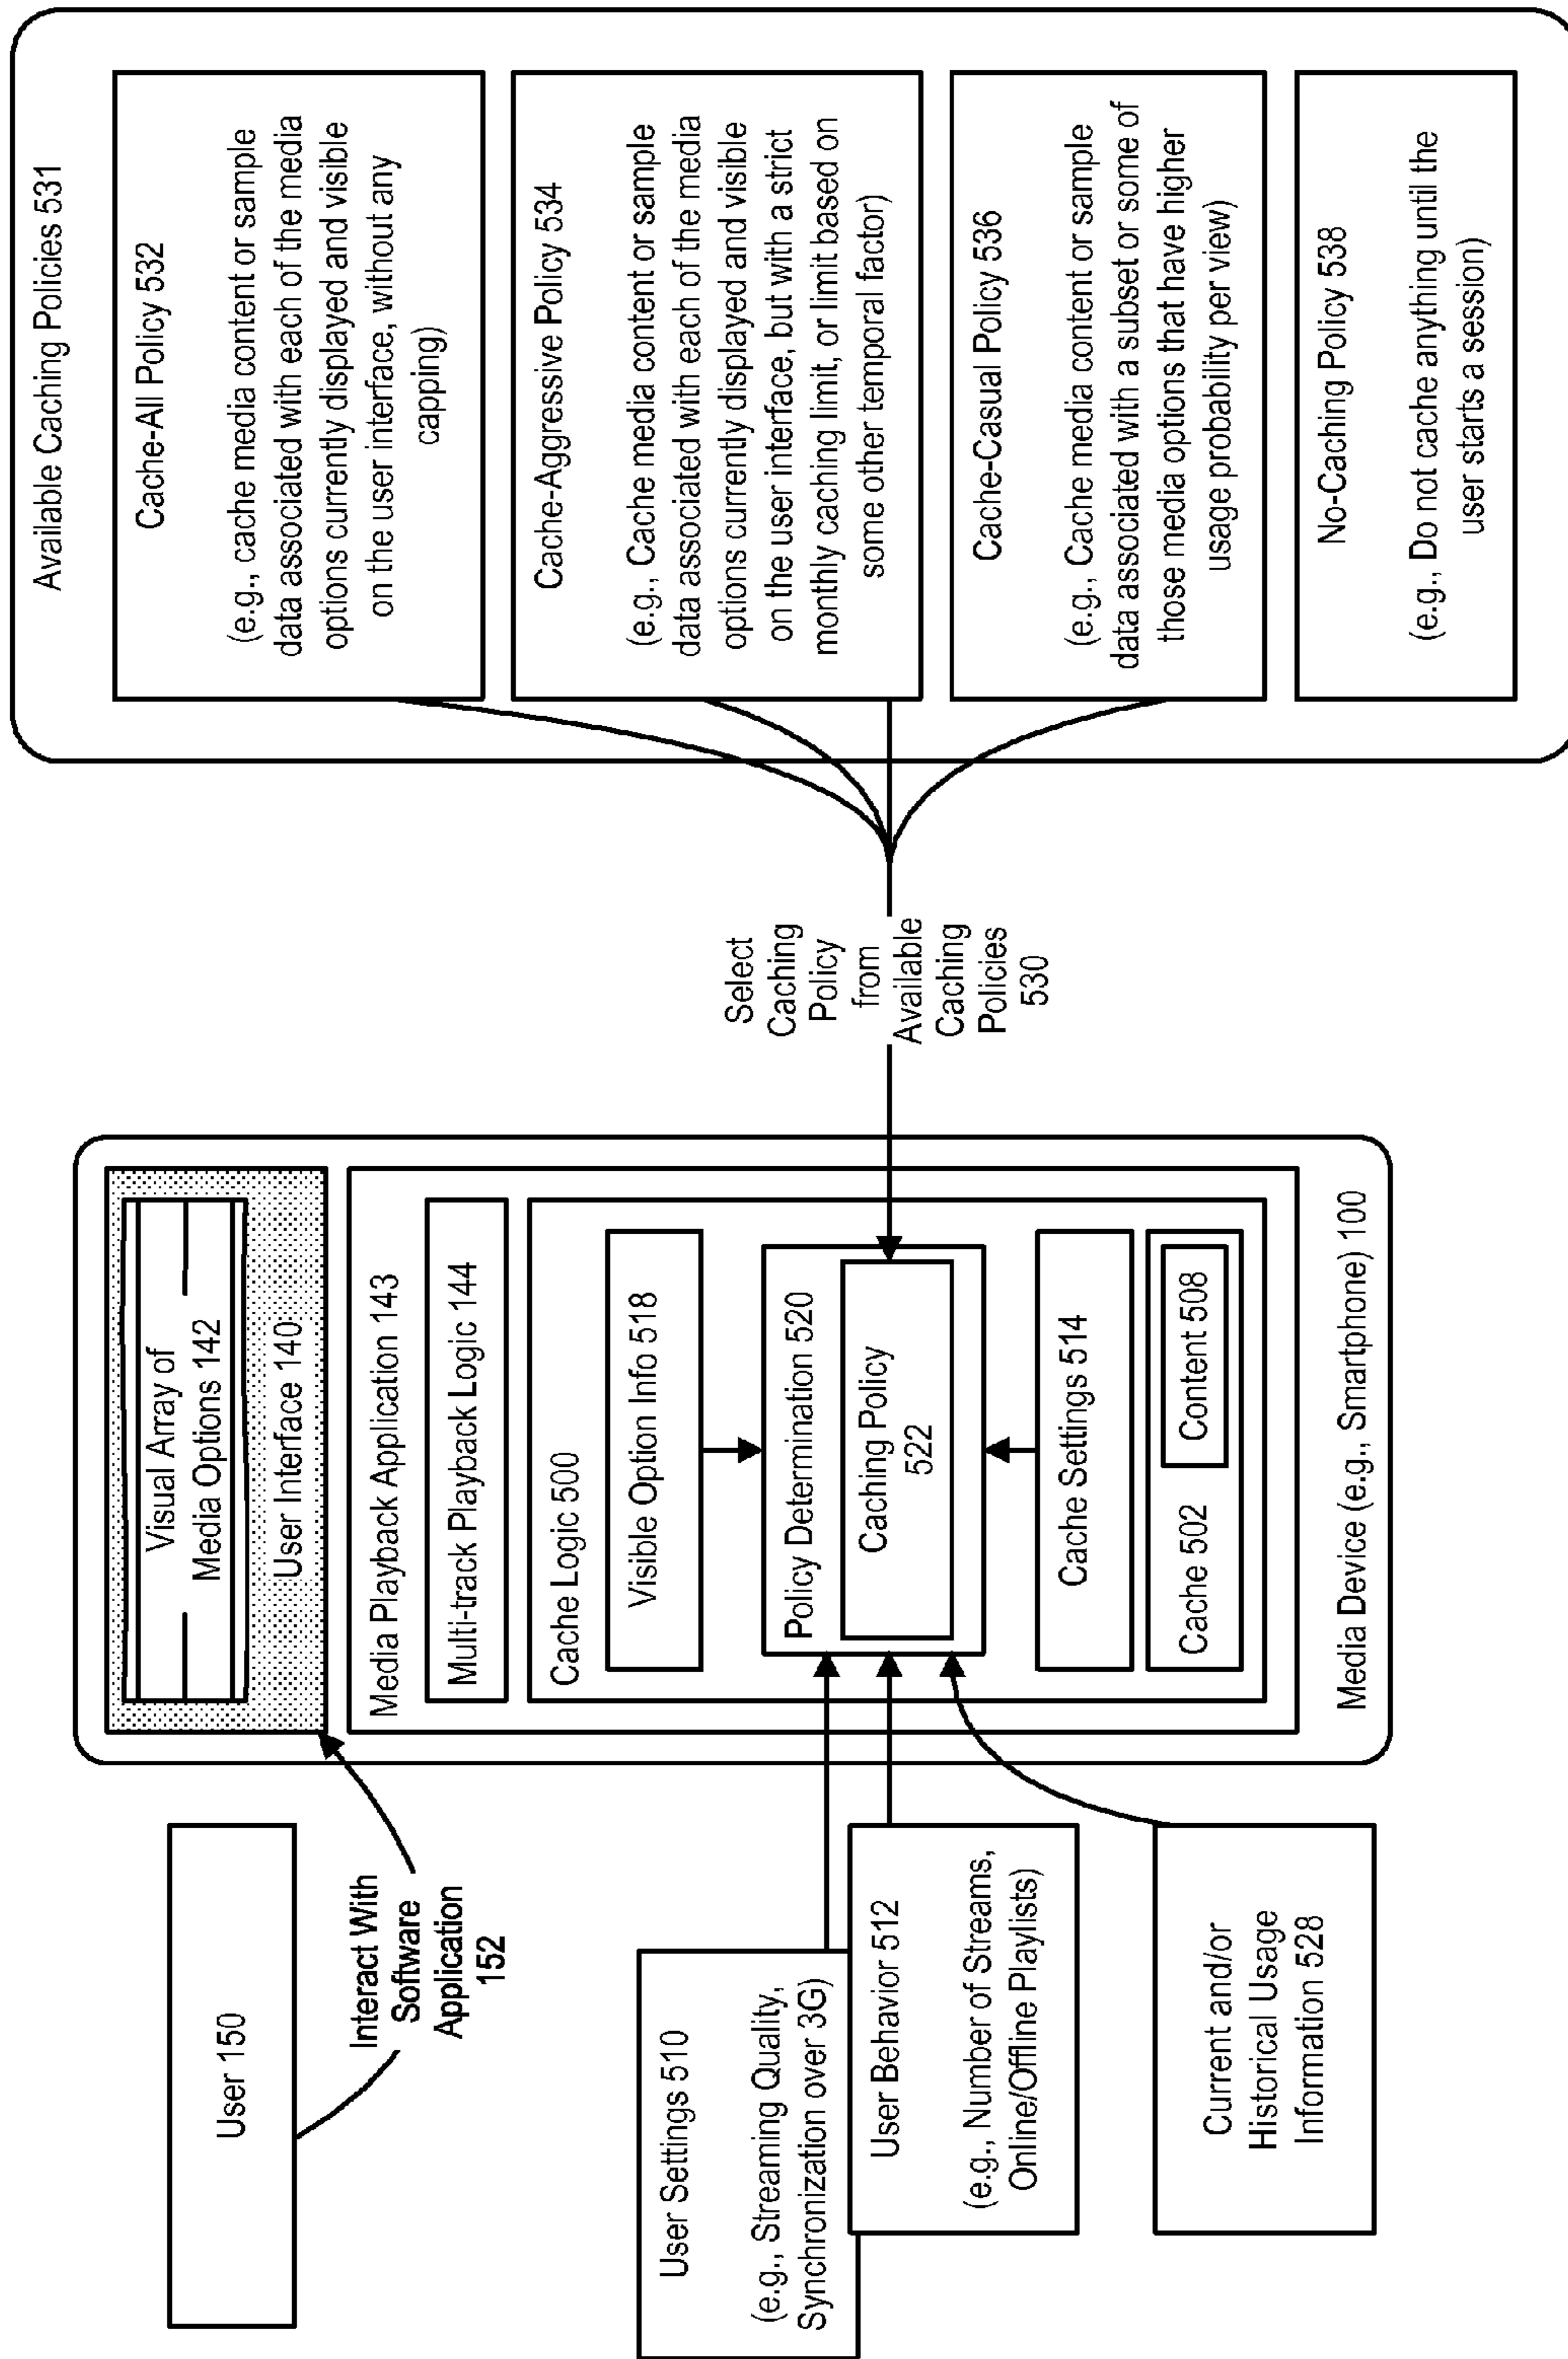 User 150
Interact With
Software
Application
152
User Settings 510
(e.g., Streaming Quality,
Synchronization over 3G)
User Behavior 512
(e.g., Number of Streams,
Online/Offline Playlists)
Current and/or
Historical Usage
Information 528
Visual Array of
Media Options 142
User Interface 140
Media Playback Application 143
Multi-track Playback Logic 144
Cache Logic 500
Visible Option Info 518
Policy Determination 520
Caching Policy
522
Cache Settings 514
Cache 502
Content 508
Media Device (e.g., Smartphone) 100
Select
Caching
Policy
from
Available
Caching
Policies
530
Available Caching Policies 531
Cache-All Policy 532
(e.g., cache media content or sample
data associated with each of the media
options currently displayed and visible
on the user interface, without any
capping)
Cache-Aggressive Policy 534
(e.g., Cache media content or sample
data associated with each of the media
options currently displayed and visible
on the user interface, but with a strict
monthly caching limit, or limit based on
some other temporal factor)
Cache-Casual Policy 536
(e.g., Cache media content or sample
data associated with a subset or some of
those media options that have higher
usage probability per view)
No-Caching Policy 538
(e.g., Do not cache anything until the
user starts a session)